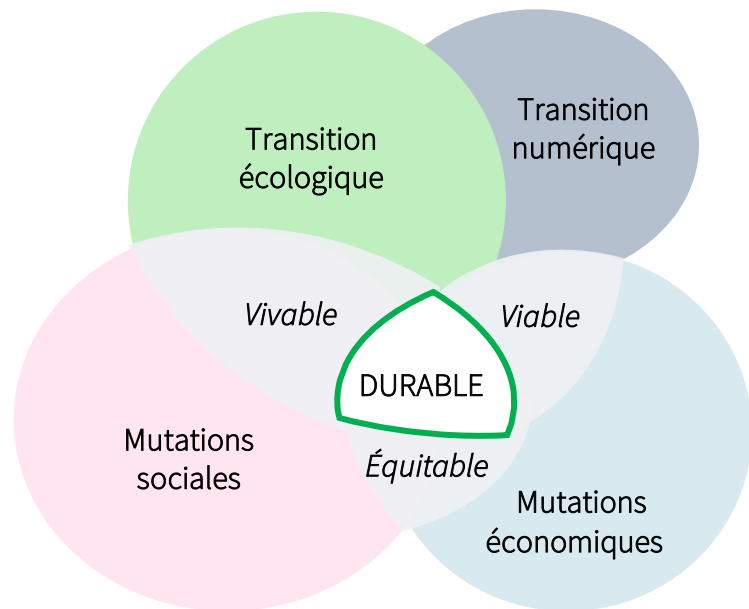 Transition
écologique
Transition
numérique
Vivable
Viable
DURABLE
Mutations
sociales
Équitable
Mutations
économiques